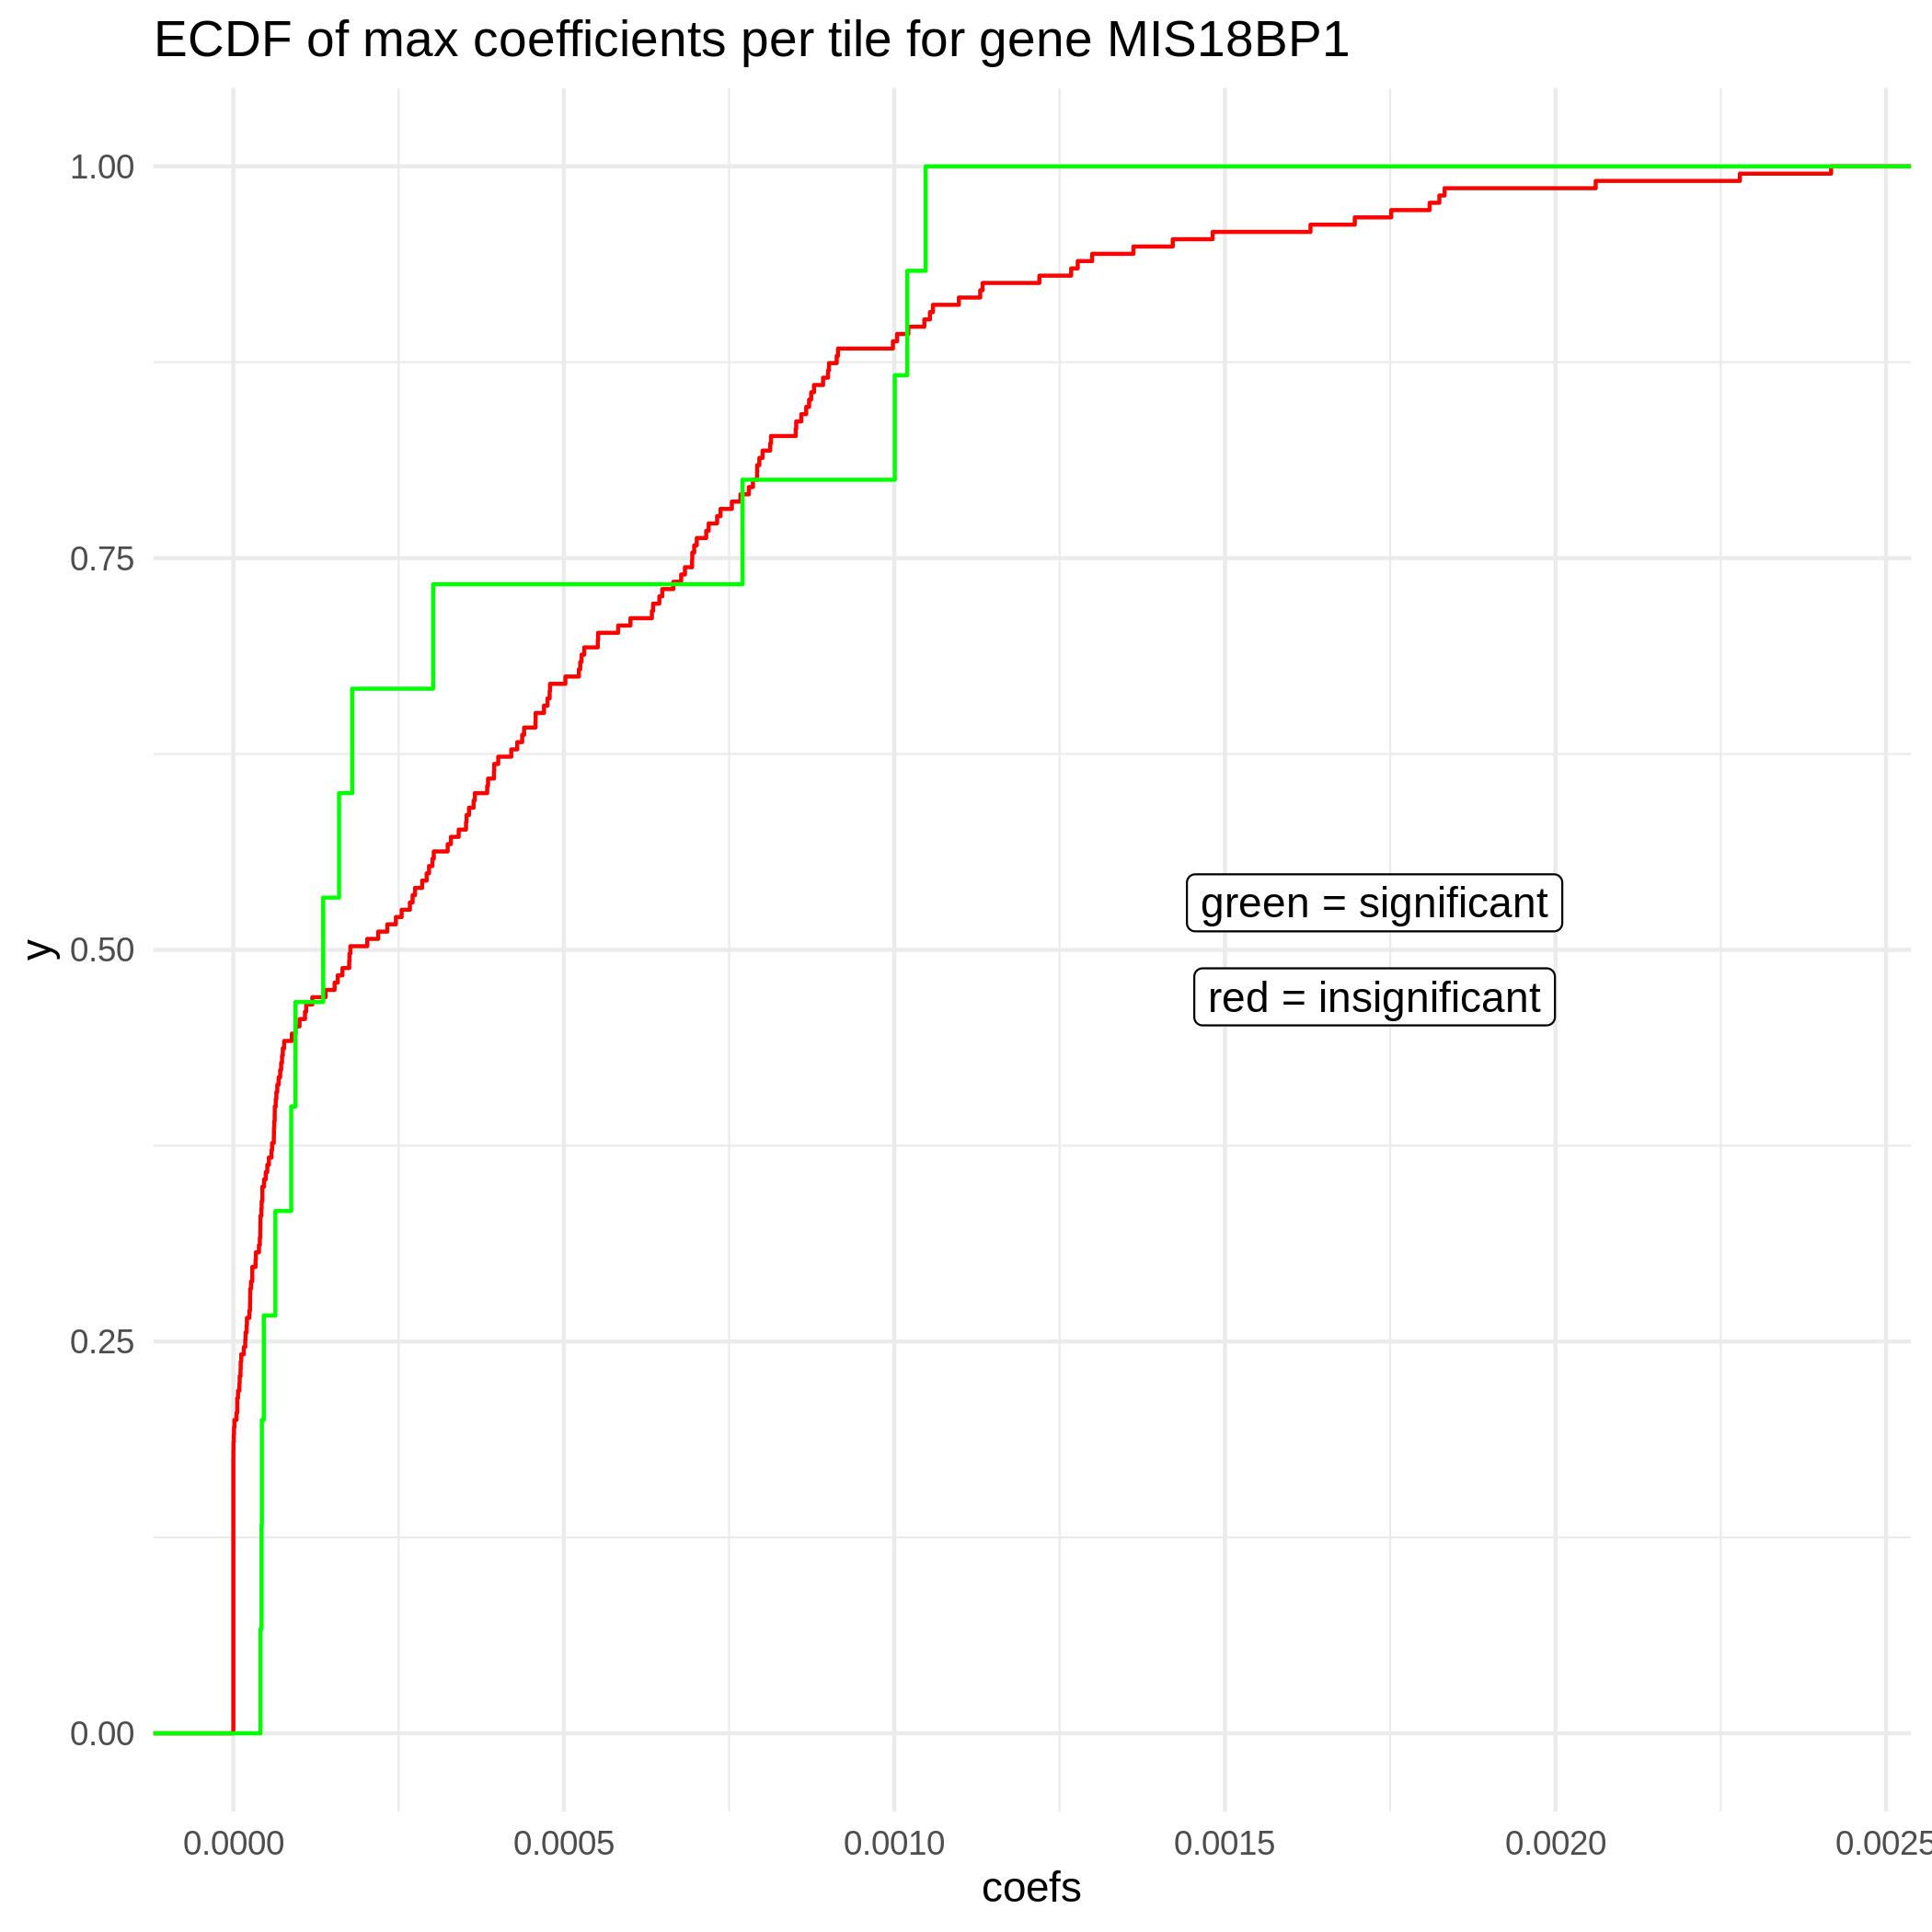 ECDF of max coefficients per tile for gene MIS18BP1
1.00
0.75
0.50
0.25
0.00
y
green = significant
red = insignificant
0.0000
0.0005
0.0010
0.0015
0.0020
0.0025
coefs